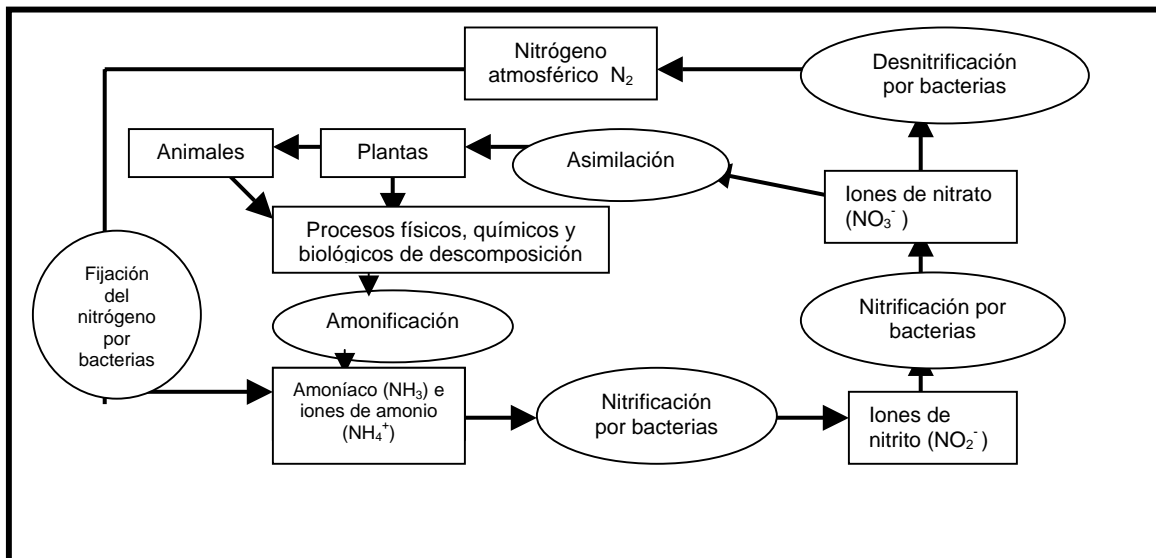 Nitrógeno
atmosférico N₂
Desnitrificación
por bacterias
Animales
Plantas
Asimilación
Iones de nitrato
(NO₃⁻ )
Procesos físicos, químicos y
biológicos de descomposición
Fijación
del
nitrógeno
por
bacterias
Amonificación
Nitrificación por
bacterias
Amoníaco (NH₃) e
iones de amonio
(NH₄⁺)
Nitrificación
por bacterias
Iones de
nitrito (NO₂⁻)